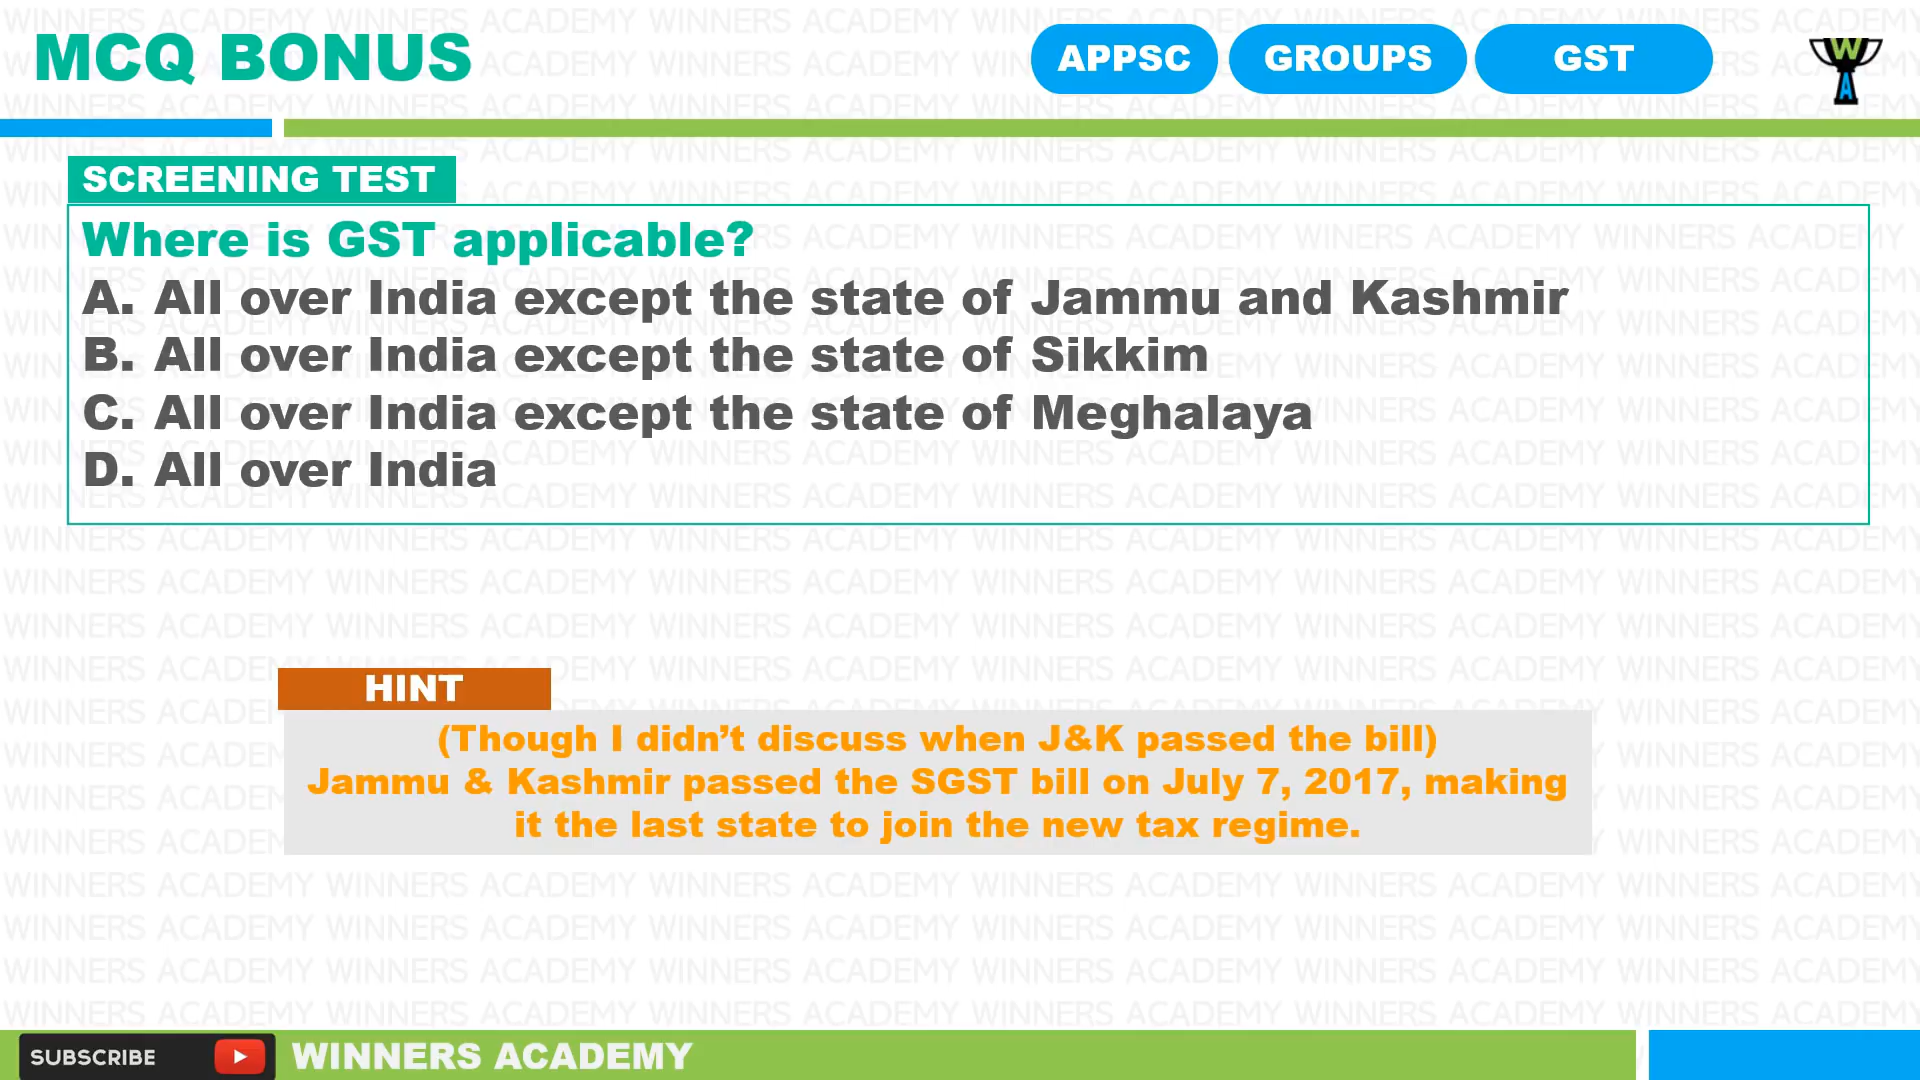 MCQ BONUS
APPSC
GROUPS
GST
W
A
SCREENING TEST
Where is GST applicable?
A. All over India except the state of Jammu and Kashmir
B. All over India except the state of Sikkim
C. All over India except the state of Meghalaya
D. All over India
HINT
(Though I didn’t discuss when J&K passed the bill)
Jammu & Kashmir passed the SGST bill on July 7, 2017, making
it the last state to join the new tax regime.
SUBSCRIBE
WINNERS ACADEMY